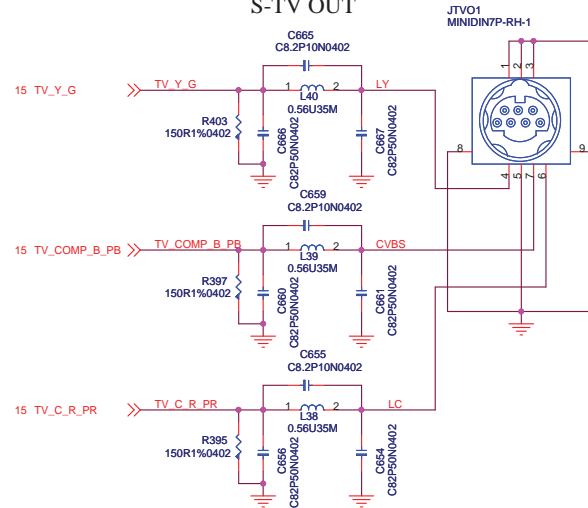 S-TV OUT
JTVO1
MINIDIN7P-RH-1
C665
C8.2P10N0402
1 2 3
15 TV_Y_G
TV_Y_G
1 2 LY
L40
0.56U35M
R403
150R1%0402
C666
C82P50N0402
C667
C82P50N0402
8 9
4 5 7 6
C659
C8.2P10N0402
15 TV_COMP_B_PB
TV_COMP_B_PB
1 2 CVBS
L39
0.56U35M
R397
150R1%0402
C660
C82P50N0402
C661
C82P50N0402
C655
C8.2P10N0402
15 TV_C_R_PR
TV_C_R_PR
1 2 LC
L38
0.56U35M
R395
150R1%0402
C656
C82P50N0402
C654
C82P50N0402